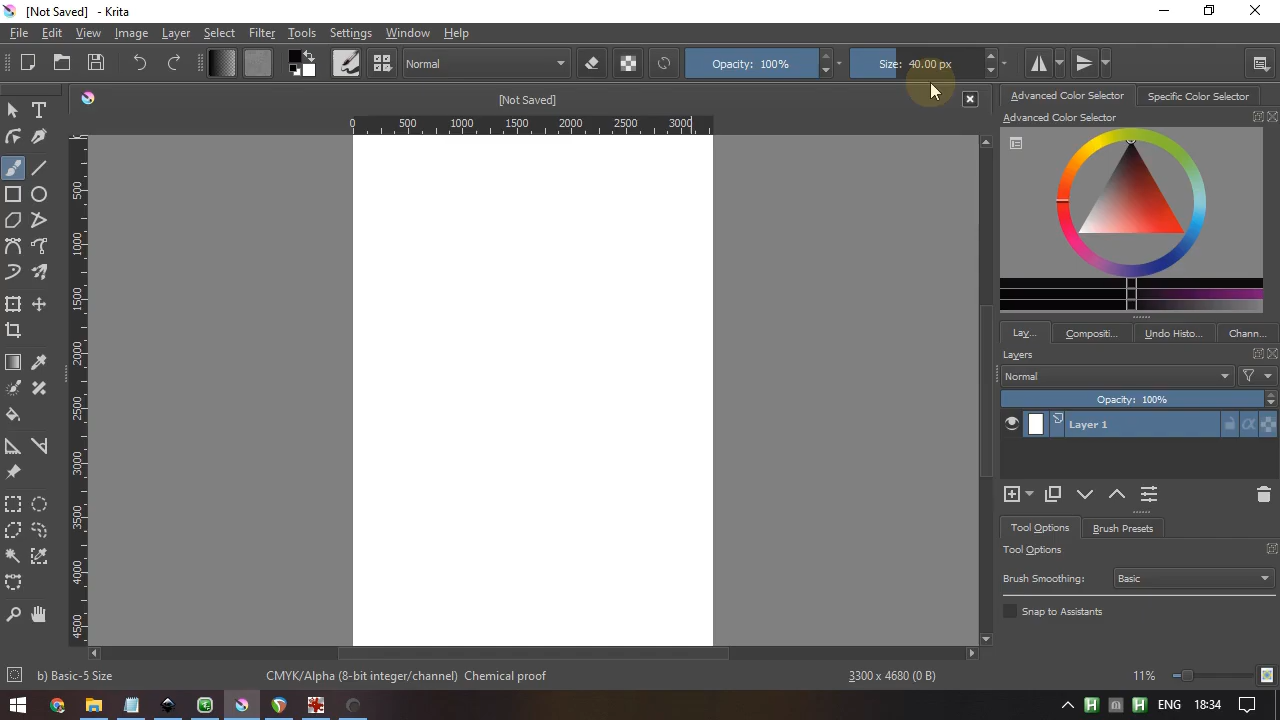 [Not Saved] - Krita
File Edit View Image Layer Select Filter Tools Settings Window Help
Normal Opacity: 100% Size: 40.00 px
[Not Saved]
Advanced Color Selector Specific Color Selector
Advanced Color Selector
0 500 1000 1500 2000 2500 3000
500
1000
1500
2000
2500
3000
3500
4000
4500
Lay... Compositi... Undo Histo... Chann...
Layers
Normal
Opacity: 100%
Layer 1
Tool Options Brush Presets
Tool Options
Brush Smoothing: Basic
Snap to Assistants
b) Basic-5 Size CMYK/Alpha (8-bit integer/channel) Chemical proof 3300 x 4680 (0 B) 11%
ENG 18:34